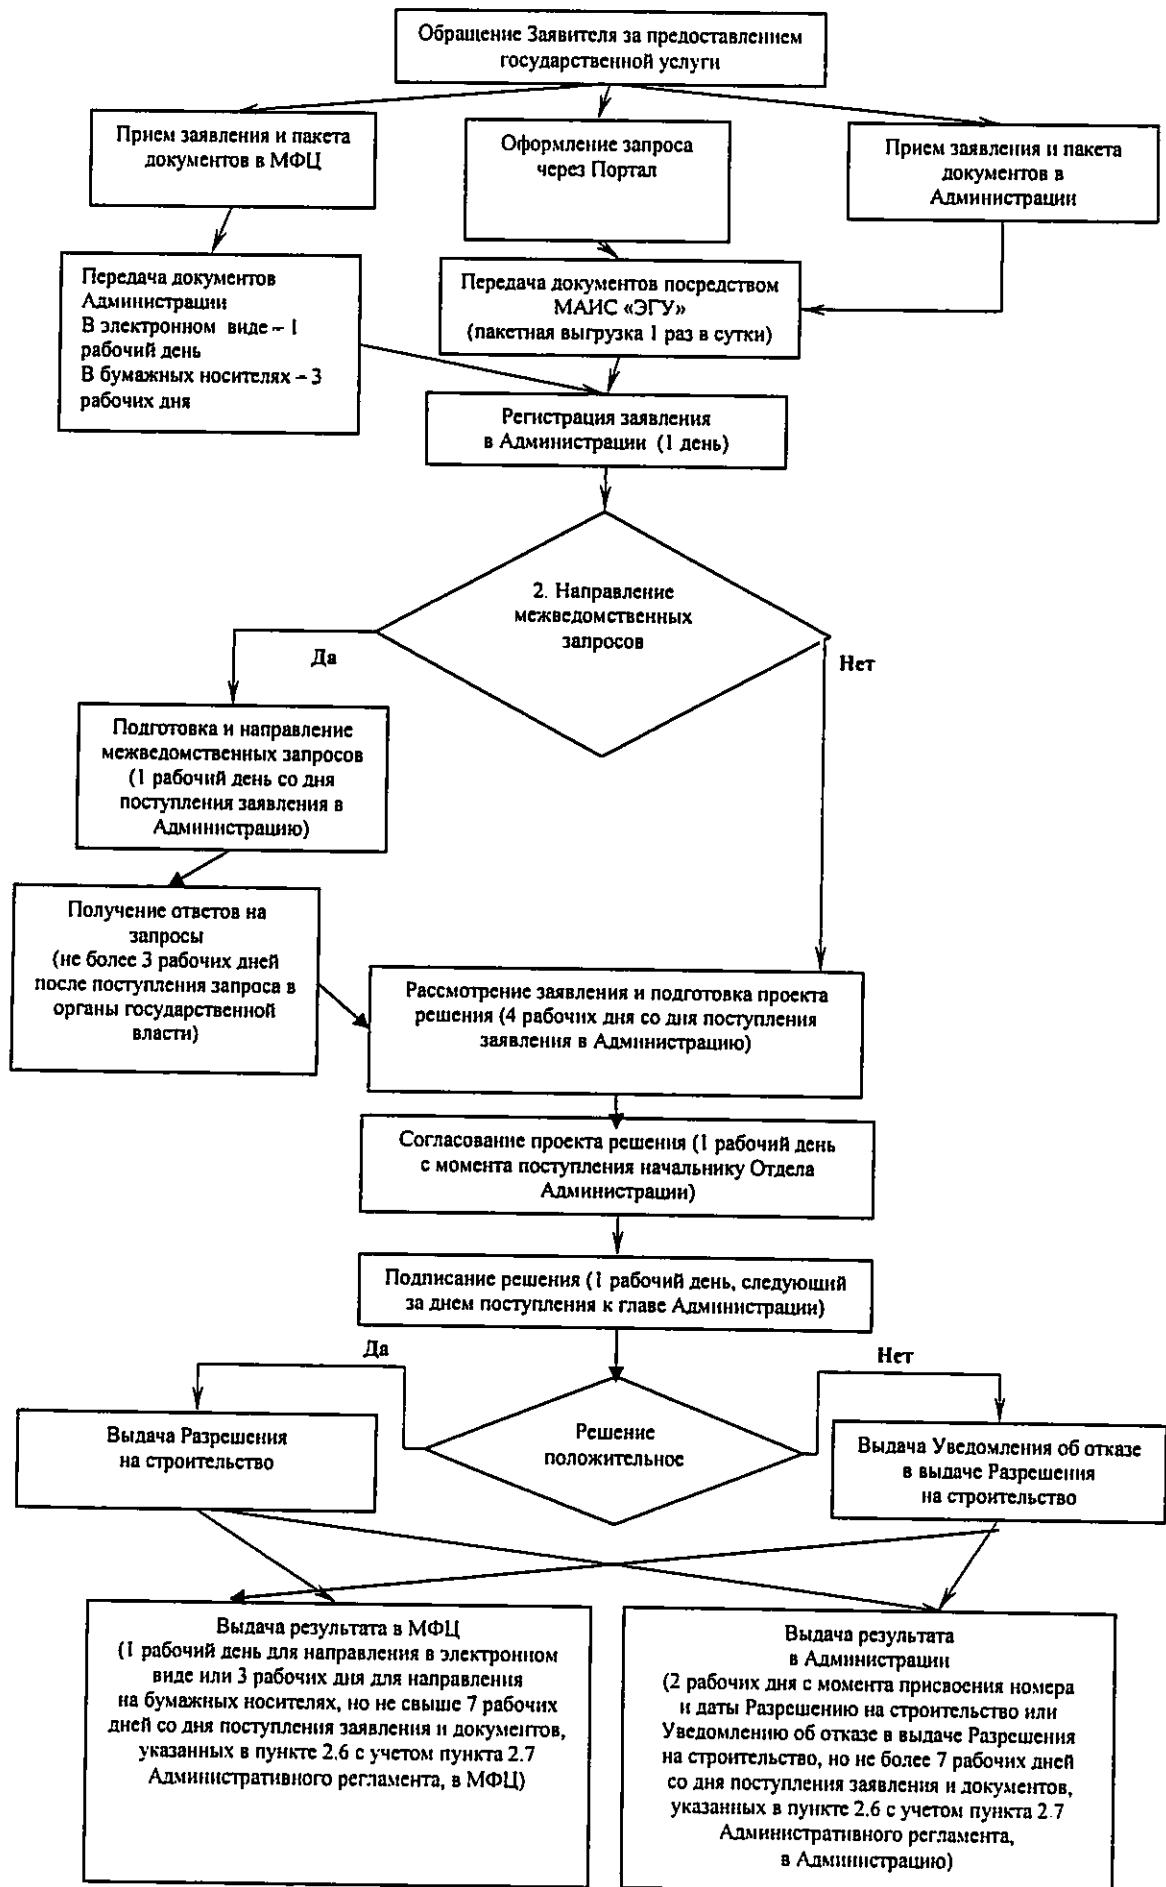 Обращение Заявителя за предоставлением
государственной услуги
Прием заявления и пакета
документов в МФЦ
Оформление запроса
через Портал
Прием заявления и пакета
документов в
Администрации
Передача документов
Администрации
В электронном виде – 1
рабочий день
В бумажных носителях – 3
рабочих дня
Передача документов посредством
МАИС «ЭГУ»
(пакетная выгрузка 1 раз в сутки)
Регистрация заявления
в Администрации (1 день)
2. Направление
межведомственных
запросов
Да
Нет
Подготовка и направление
межведомственных запросов
(1 рабочий день со дня
поступления заявления в
Администрацию)
Получение ответов на
запросы
(не более 3 рабочих дней
после поступления запроса в
органы государственной
власти)
Рассмотрение заявления и подготовка проекта
решения (4 рабочих дня со дня поступления
заявления в Администрацию)
Согласование проекта решения (1 рабочий день
с момента поступления начальнику Отдела
Администрации)
Подписание решения (1 рабочий день, следующий
за днем поступления к главе Администрации)
Да
Нет
Решение
положительное
Выдача Разрешения
на строительство
Выдача Уведомления об отказе
в выдаче Разрешения
на строительство
Выдача результата в МФЦ
(1 рабочий день для направления в электронном
виде или 3 рабочих дня для направления
на бумажных носителях, но не свыше 7 рабочих
дней со дня поступления заявления и документов,
указанных в пункте 2.6 с учетом пункта 2.7
Административного регламента, в МФЦ)
Выдача результата
в Администрации
(2 рабочих дня с момента присвоения номера
и даты Разрешению на строительство или
Уведомлению об отказе в выдаче Разрешения
на строительство, но не более 7 рабочих дней
со дня поступления заявления и документов,
указанных в пункте 2.6 с учетом пункта 2.7
Административного регламента,
в Администрацию)